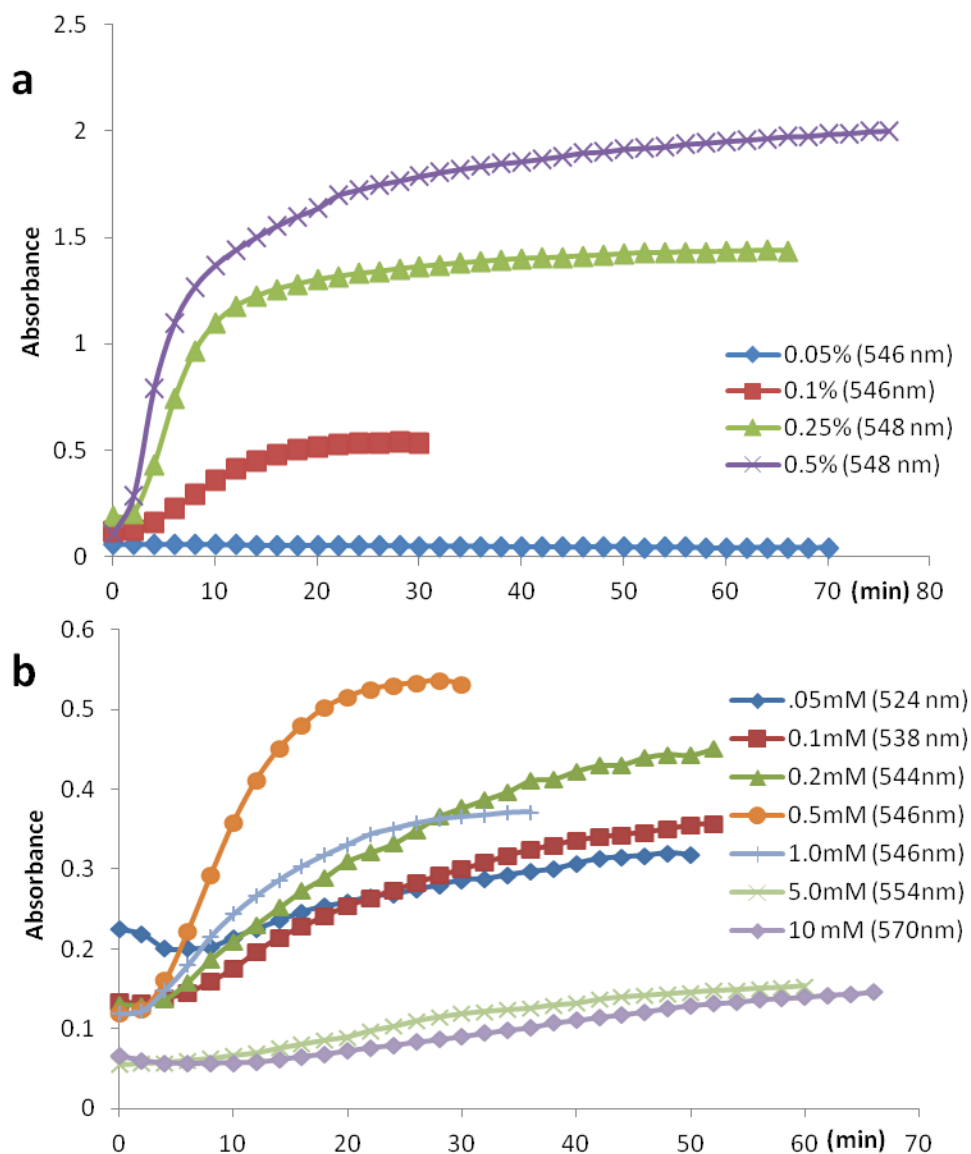 a
2.5
2
1.5
1
0.5
0
Absorbance
0.05% (546 nm)
0.1% (546nm)
0.25% (548 nm)
0.5% (548 nm)
0 10 20 30 40 50 60 70 (min) 80
b
0.6
0.5
0.4
0.3
0.2
0.1
0
Absorbance
.05mM (524 nm)
0.1mM (538 nm)
0.2mM (544nm)
0.5mM (546nm)
1.0mM (546nm)
5.0mM (554nm)
10 mM (570nm)
0 10 20 30 40 50 60 (min) 70